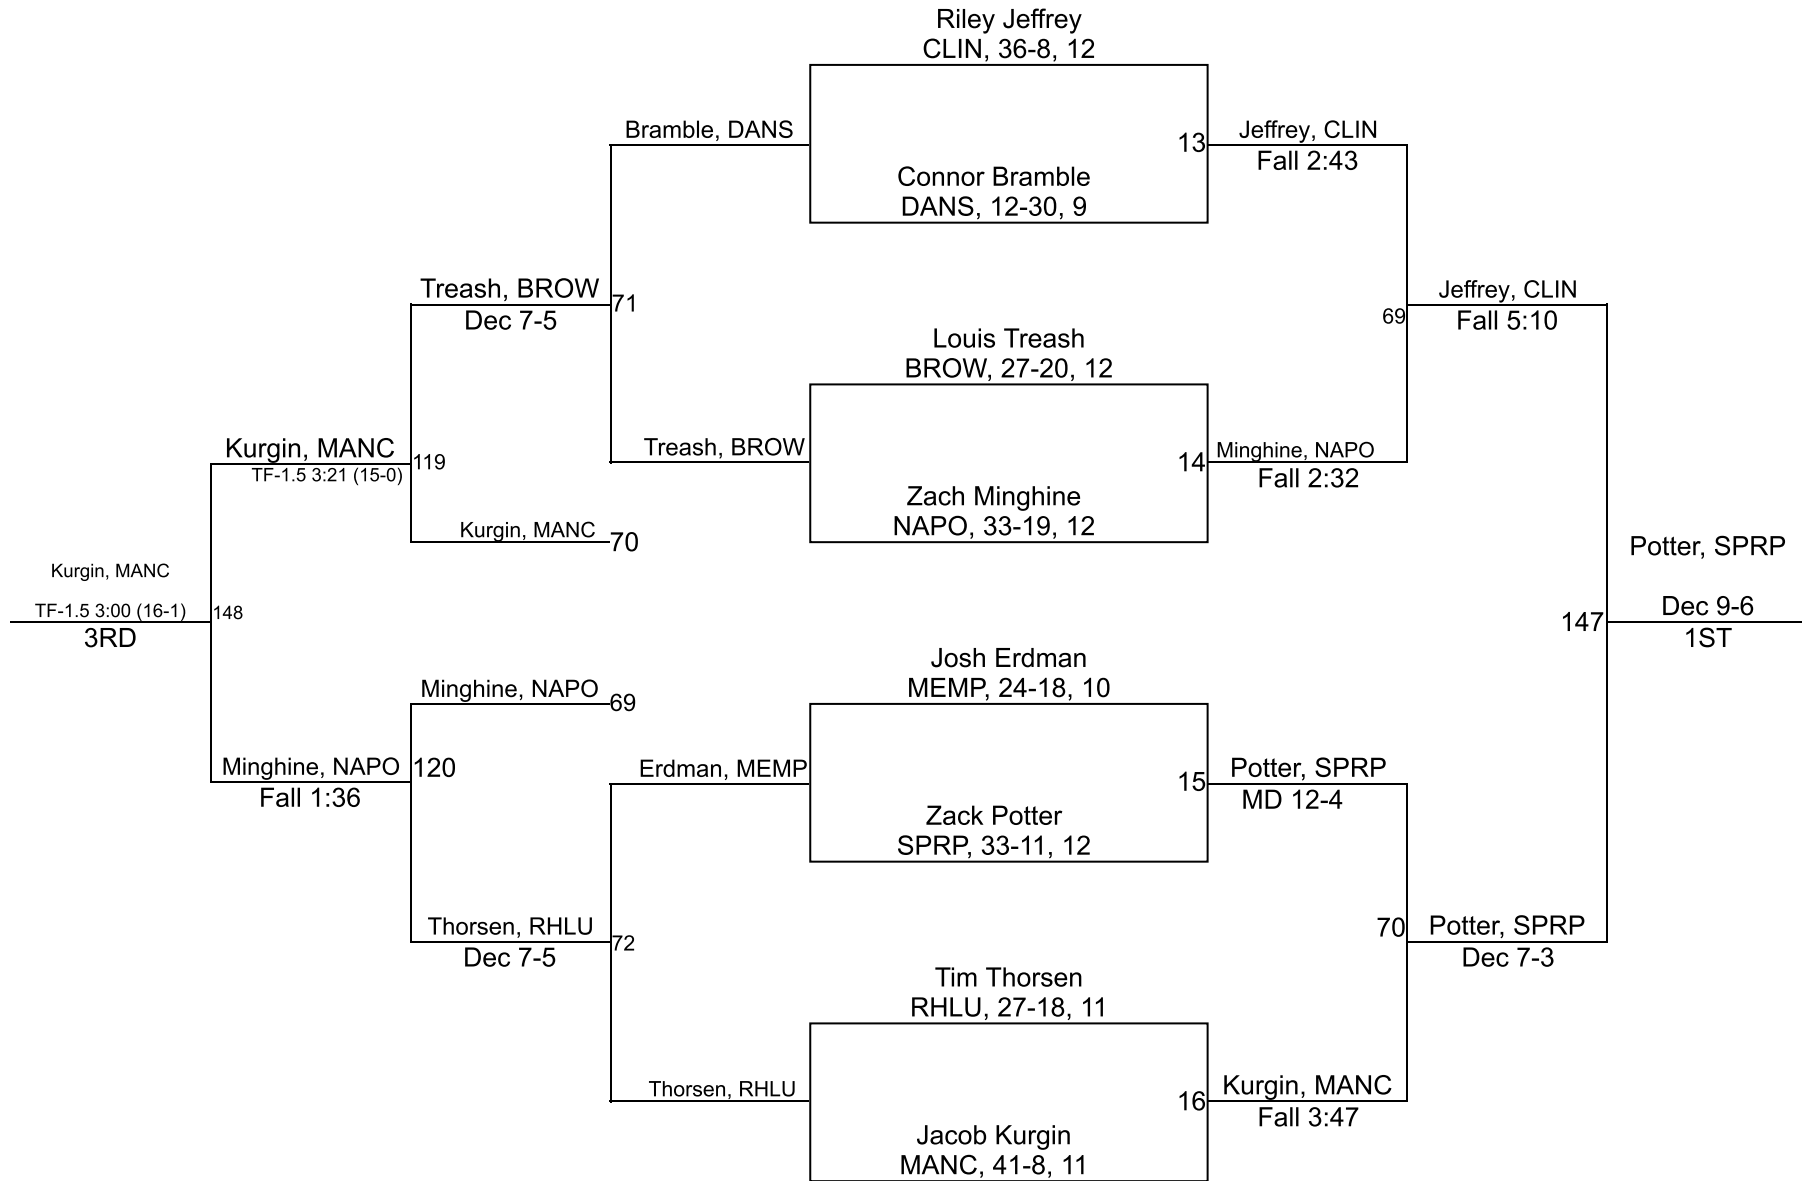 Riley Jeffrey
CLIN, 36-8, 12
Bramble, DANS
13
Jeffrey, CLIN
Fall 2:43
Connor Bramble
DANS, 12-30, 9
Treash, BROW
Dec 7-5
71
Jeffrey, CLIN
Fall 5:10
69
Louis Treash
BROW, 27-20, 12
Kurgin, MANC
TF-1.5 3:21 (15-0)
119
Treash, BROW
14
Minghine, NAPO
Fall 2:32
Zach Minghine
NAPO, 33-19, 12
Kurgin, MANC
70
Kurgin, MANC
TF-1.5 3:00 (16-1)
3RD
148
Potter, SPRP
Dec 9-6
1ST
147
Josh Erdman
MEMP, 24-18, 10
Minghine, NAPO
69
Minghine, NAPO
Fall 1:36
120
Erdman, MEMP
15
Potter, SPRP
MD 12-4
Zack Potter
SPRP, 33-11, 12
Thorsen, RHLU
Dec 7-5
72
70
Potter, SPRP
Dec 7-3
Tim Thorsen
RHLU, 27-18, 11
Thorsen, RHLU
16
Kurgin, MANC
Fall 3:47
Jacob Kurgin
MANC, 41-8, 11